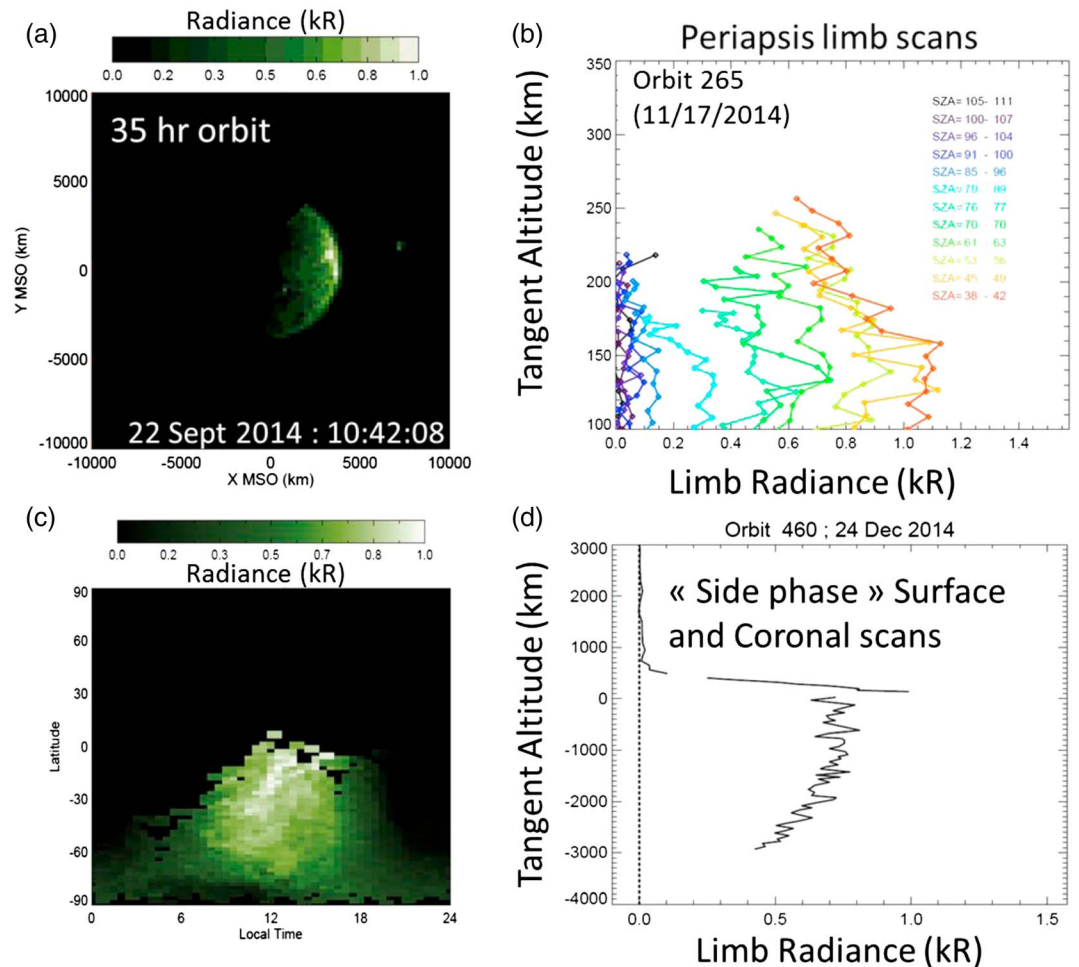 (a)
Radiance (kR)
0.0 0.2 0.3 0.5 0.7 0.8 1.0
10000
5000
0
-5000
-10000
Y MSO (km)
35 hr orbit
22 Sept 2014 : 10:42:08
-10000 -5000 0 5000 10000
X MSO (km)
(b)
Periapsis limb scans
350
300
250
200
150
100
Tangent Altitude (km)
Orbit 265
(11/17/2014)
SZA= 105- 111
SZA= 100- 107
SZA= 96 - 104
SZA= 91 - 100
SZA= 85 - 96
SZA= 78 - 89
SZA= 76 - 77
SZA= 70 - 70
SZA= 61 - 63
SZA= 53 - 56
SZA= 45 - 49
SZA= 38 - 42
0.0 0.2 0.4 0.6 0.8 1.0 1.2 1.4
Limb Radiance (kR)
(c)
0.0 0.2 0.3 0.5 0.7 0.8 1.0
Radiance (kR)
90
60
30
0
-30
-60
-90
Latitude
0 6 12 18 24
Local Time
(d)
Orbit 460 ; 24 Dec 2014
3000
2000
1000
0
-1000
-2000
-3000
-4000
Tangent Altitude (km)
« Side phase » Surface
and Coronal scans
0.0 0.5 1.0 1.5
Limb Radiance (kR)